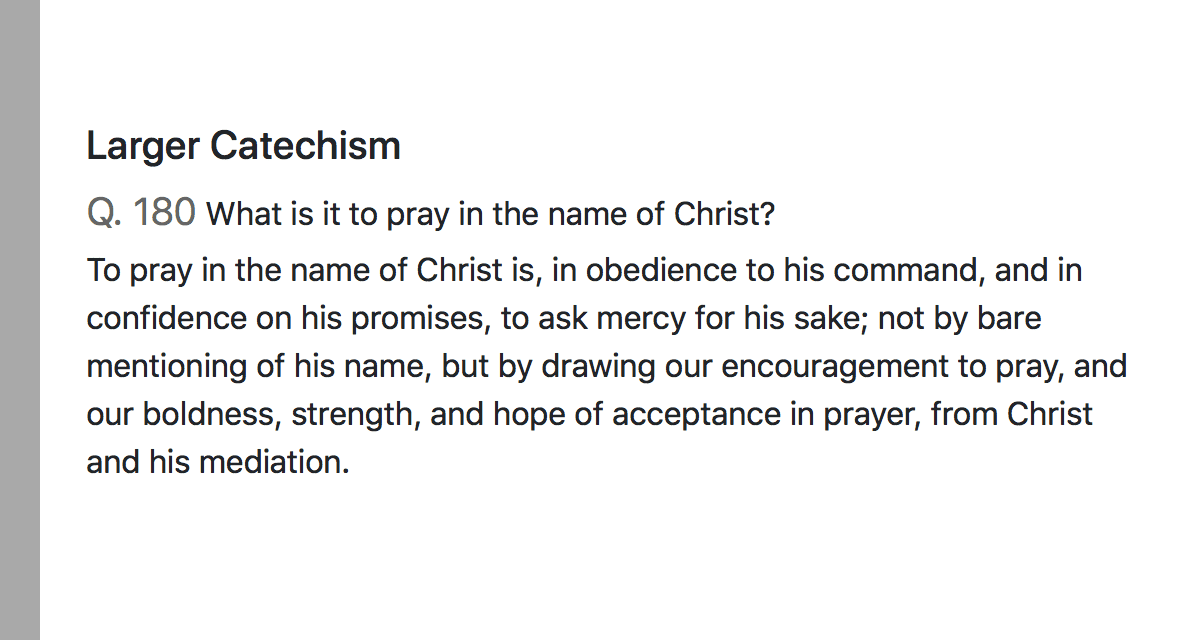 Larger Catechism
Q. 180 What is it to pray in the name of Christ?
To pray in the name of Christ is, in obedience to his command, and in
confidence on his promises, to ask mercy for his sake; not by bare
mentioning of his name, but by drawing our encouragement to pray, and
our boldness, strength, and hope of acceptance in prayer, from Christ
and his mediation.